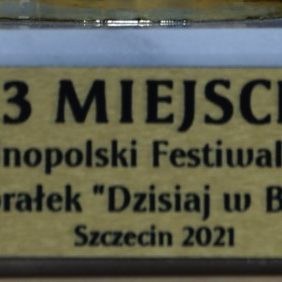 3 MIEJSC
nopolski Festiwal
rałek "Dzisiaj w B
Szczecin 2021